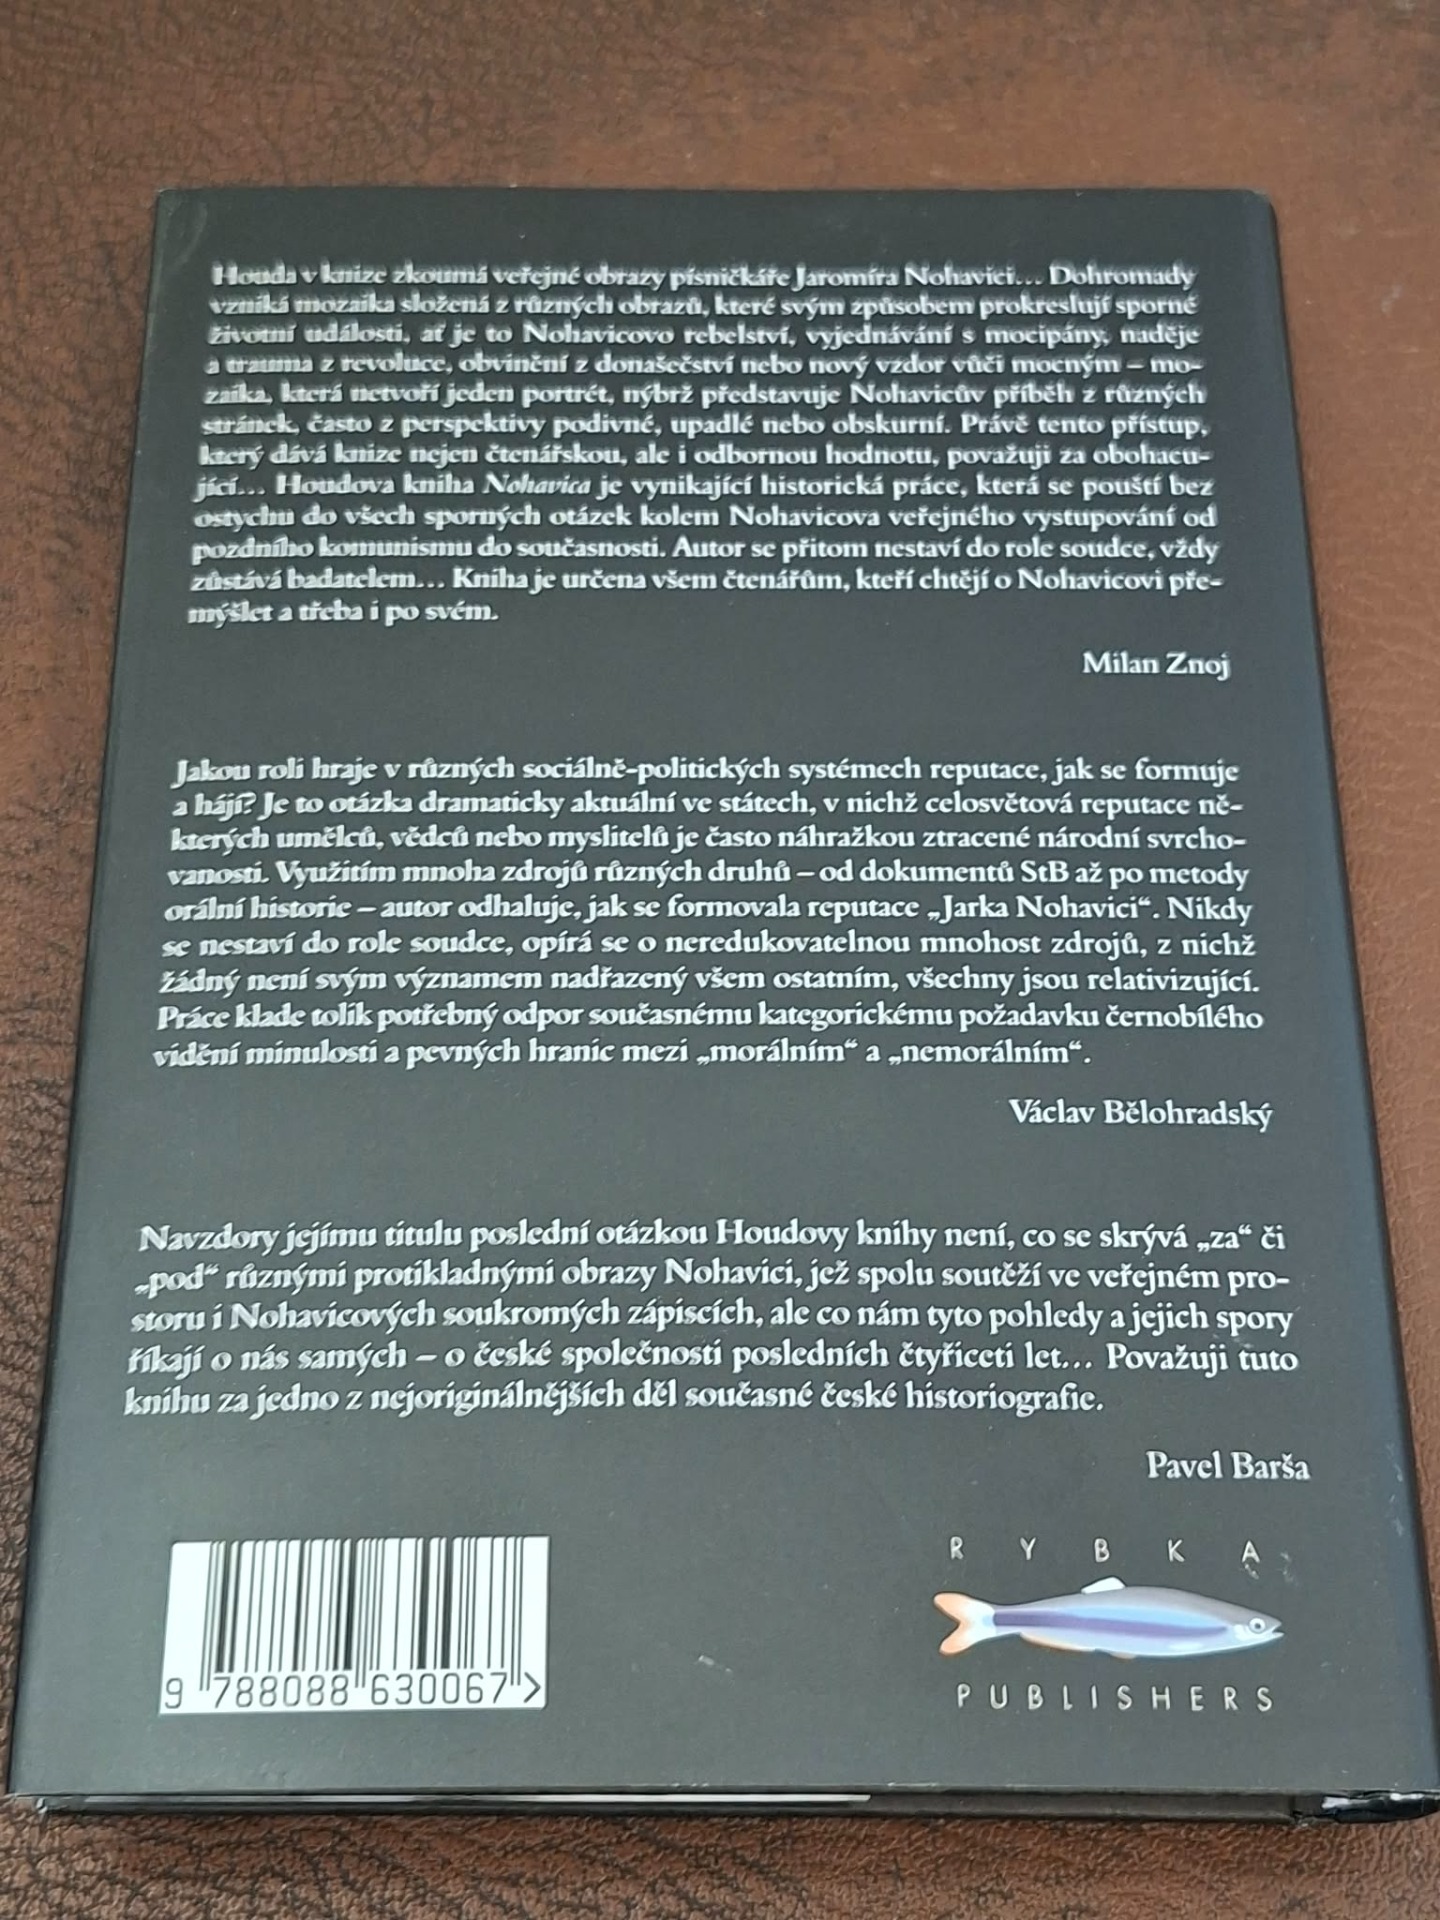 Houda v knize zkoumá veřejné obrazy písničkáře Jaromíra Nohavici... Dohromady
vzniká mozaika složená z různých obrazů, které svým způsobem prokreslují sporné
životní události, ať je to Nohavicovo rebelství, vyjednávání s mocipány, naděje
a trauma z revoluce, obvinění z donašečství nebo nový vzdor vůči mocným – mo-
zaika, která netvoří jeden portrét, nýbrž představuje Nohavicův příběh z různých
stránek, často z perspektivy podivné, upadlé nebo obskurní. Právě tento přístup,
který dává knize nejen čtenářskou, ale i odbornou hodnotu, považuji za obohacu-
jící... Houdova kniha Nohavica je vynikající historická práce, která se pouští bez
ostychu do všech sporných otázek kolem Nohavicova veřejného vystupování od
pozdního komunismu do současnosti. Autor se přitom nestaví do role soudce, vždy
zůstává badatelem... Kniha je určena všem čtenářům, kteří chtějí o Nohavicovi pře-
mýšlet a třeba i po svém.
Milan Znoj
Jakou roli hraje v různých sociálně-politických systémech reputace, jak se formuje
a hájí? Je to otázka dramaticky aktuální ve státech, v nichž celosvětová reputace ně-
kterých umělců, vědců nebo myslitelů je často náhražkou ztracené národní svrcho-
vanosti. Využitím mnoha zdrojů různých druhů – od dokumentů StB až po metody
orální historie – autor odhaluje, jak se formovala reputace „Jarka Nohavici“. Nikdy
se nestaví do role soudce, opírá se o neredukovatelnou mnohost zdrojů, z nichž
žádný není svým významem nadřazený všem ostatním, všechny jsou relativizující.
Práce klade tolik potřebný odpor současnému kategorickému požadavku černobílého
vidění minulosti a pevných hranic mezi „morálním“ a „nemorálním“.
Václav Bělohradský
Navzdory jejímu titulu poslední otázkou Houdovy knihy není, co se skrývá „za“ či
„pod“ různými protikladnými obrazy Nohavici, jež spolu soutěží ve veřejném pro-
storu i Nohavicových soukromých zápiscích, ale co nám tyto pohledy a jejich spory
říkají o nás samých – o české společnosti posledních čtyřiceti let... Považuji tuto
knihu za jedno z nejoriginálnějších děl současné české historiografie.
Pavel Barša
RYBKA
PUBLISHERS
9 788088 630067 >